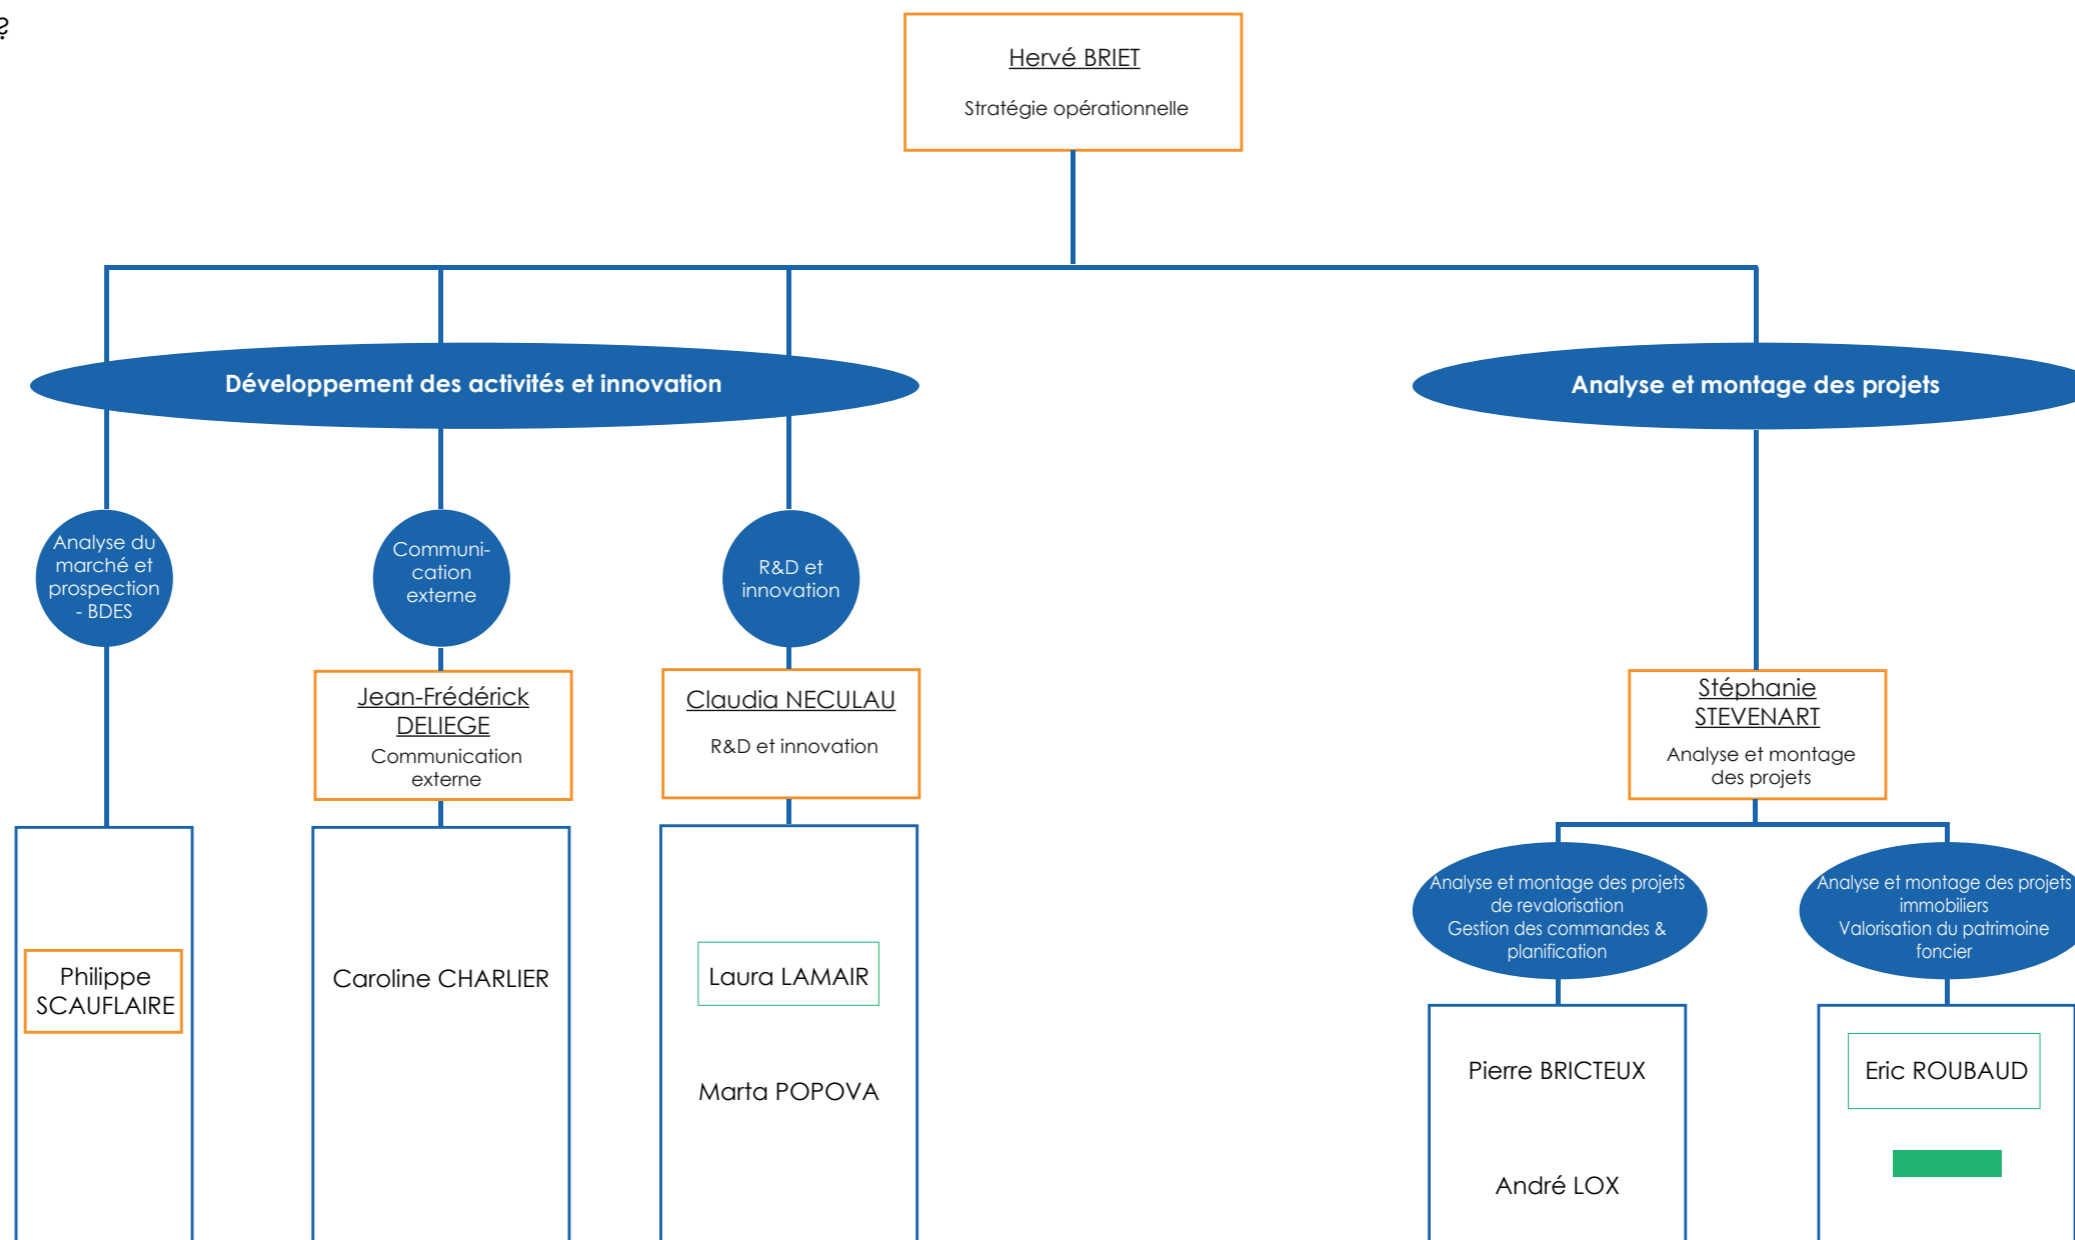 ?
Hervé BRIET
Stratégie opérationnelle
Développement des activités et innovation
Analyse et montage des projets
Analyse du
marché et
prospection
- BDES
Communi-
cation
externe
R&D et
innovation
Jean-Frédérick
DELIEGE
Communication
externe
Claudia NECULAU
R&D et innovation
Stéphanie
STEVENART
Analyse et montage
des projets
Analyse et montage des projets
de revalorisation
Gestion des commandes &
planification
Analyse et montage des projets
immobiliers
Valorisation du patrimoine
foncier
Philippe
SCAUFLAIRE
Caroline CHARLIER
Laura LAMAIR
Marta POPOVA
Pierre BRICTEUX
André LOX
Eric ROUBAUD